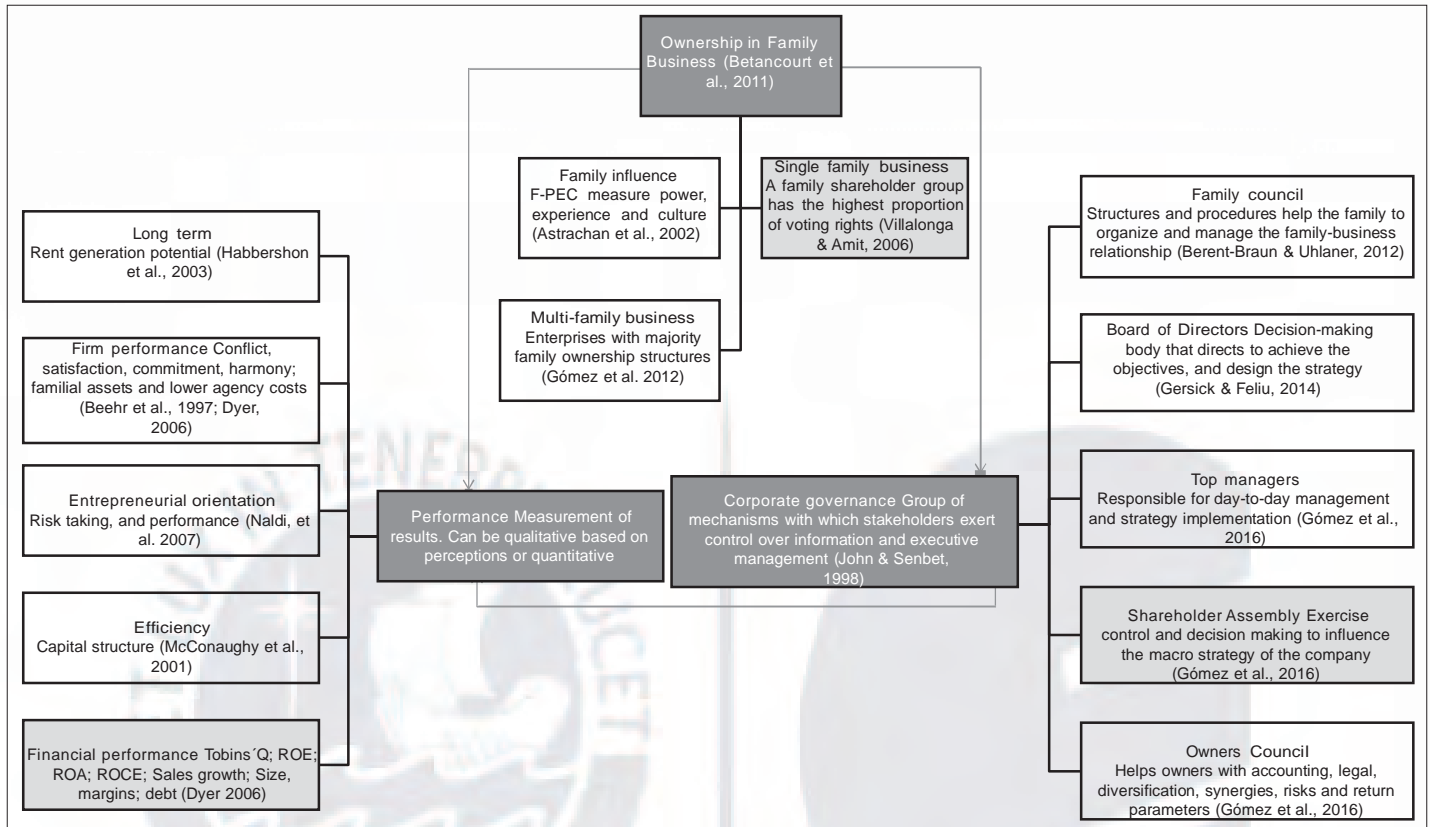 Ownership in Family
Business (Betancourt et
al., 2011)
Family influence
F-PEC measure power,
experience and culture
(Astrachan et al., 2002)
Single family business
A family shareholder group
has the highest proportion
of voting rights (Villalonga
& Amit, 2006)
Multi-family business
Enterprises with majority
family ownership structures
(Gómez et al. 2012)
Long term
Rent generation potential (Habbershon
et al., 2003)
Firm performance Conflict,
satisfaction, commitment, harmony;
familial assets and lower agency costs
(Beehr et al., 1997; Dyer,
2006)
Entrepreneurial orientation
Risk taking, and performance (Naldi, et
al. 2007)
Efficiency
Capital structure (McConaughy et al.,
2001)
Financial performance Tobins´Q; ROE;
ROA; ROCE; Sales growth; Size,
margins; debt (Dyer 2006)
Performance Measurement of
results. Can be qualitative based on
perceptions or quantitative
Corporate governance Group of
mechanisms with which stakeholders exert
control over information and executive
management (John & Senbet,
1998)
Family council
Structures and procedures help the family to
organize and manage the family-business
relationship (Berent-Braun & Uhlaner, 2012)
Board of Directors Decision-making
body that directs to achieve the
objectives, and design the strategy
(Gersick & Feliu, 2014)
Top managers
Responsible for day-to-day management
and strategy implementation (Gómez et al.,
2016)
Shareholder Assembly Exercise
control and decision making to influence
the macro strategy of the company
(Gómez et al., 2016)
Owners Council
Helps owners with accounting, legal,
diversification, synergies, risks and return
parameters (Gómez et al., 2016)
LUX IN TENEBRIS LUCET